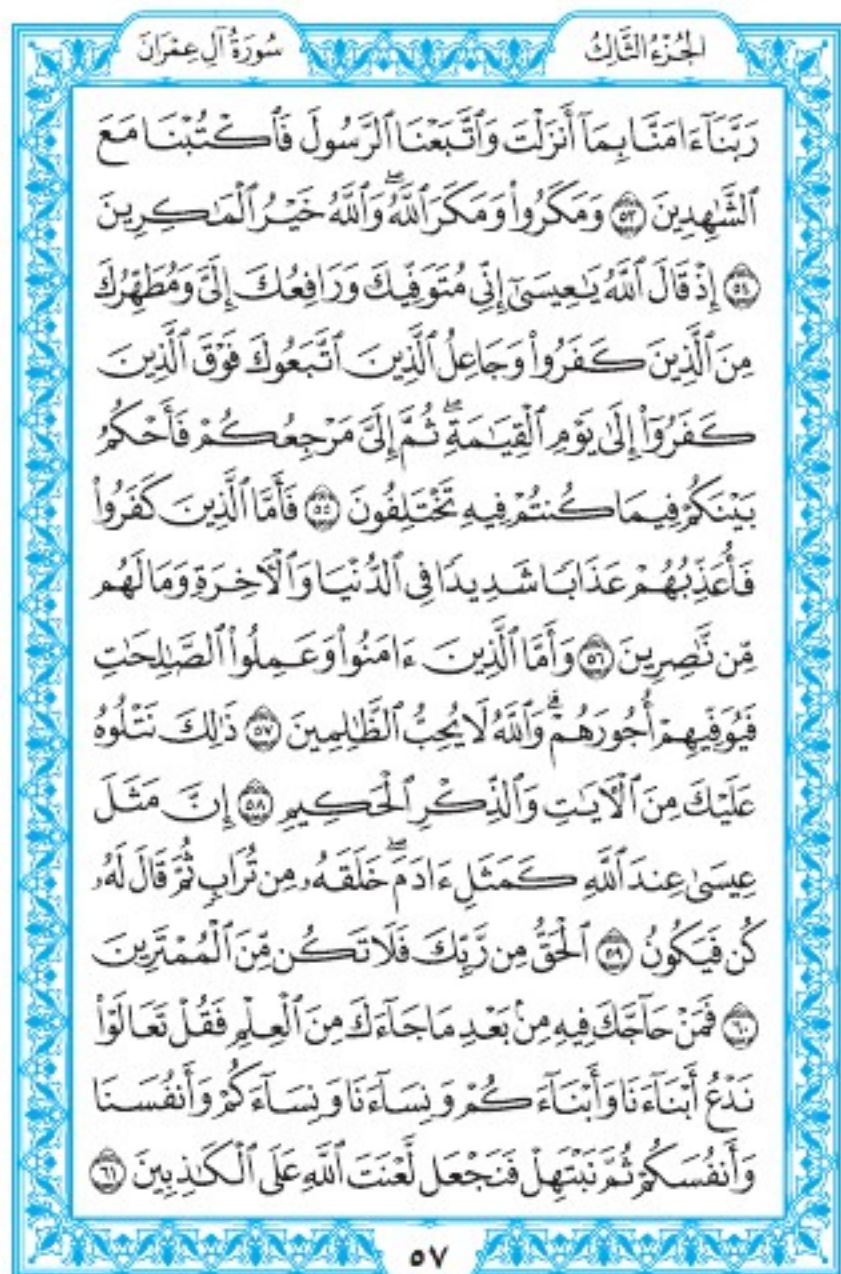 الجُزْءُ الثَّالِثُ
سُورَةُ آلِ عِمْرَانَ
رَبَّنَآ ءَامَنَّا بِمَآ أَنزَلْتَ وَٱتَّبَعْنَا ٱلرَّسُولَ فَٱكْتُبْنَا مَعَ
ٱلشَّٰهِدِينَ ٥٣ وَمَكَرُوا۟ وَمَكَرَ ٱللَّهُ ۖ وَٱللَّهُ خَيْرُ ٱلْمَٰكِرِينَ
٥٤ إِذْ قَالَ ٱللَّهُ يَٰعِيسَىٰٓ إِنِّى مُتَوَفِّيكَ وَرَافِعُكَ إِلَىَّ وَمُطَهِّرُكَ
مِنَ ٱلَّذِينَ كَفَرُوا۟ وَجَاعِلُ ٱلَّذِينَ ٱتَّبَعُوكَ فَوْقَ ٱلَّذِينَ
كَفَرُوٓا۟ إِلَىٰ يَوْمِ ٱلْقِيَٰمَةِ ۖ ثُمَّ إِلَىَّ مَرْجِعُكُمْ فَأَحْكُمُ
بَيْنَكُمْ فِيمَا كُنتُمْ فِيهِ تَخْتَلِفُونَ ٥٥ فَأَمَّا ٱلَّذِينَ كَفَرُوا۟
فَأُعَذِّبُهُمْ عَذَابًا شَدِيدًا فِى ٱلدُّنْيَا وَٱلْءَاخِرَةِ وَمَا لَهُم
مِّن نَّٰصِرِينَ ٥٦ وَأَمَّا ٱلَّذِينَ ءَامَنُوا۟ وَعَمِلُوا۟ ٱلصَّٰلِحَٰتِ
فَيُوَفِّيهِمْ أُجُورَهُمْ ۗ وَٱللَّهُ لَا يُحِبُّ ٱلظَّٰلِمِينَ ٥٧ ذَٰلِكَ نَتْلُوهُ
عَلَيْكَ مِنَ ٱلْءَايَٰتِ وَٱلذِّكْرِ ٱلْحَكِيمِ ٥٨ إِنَّ مَثَلَ
عِيسَىٰ عِندَ ٱللَّهِ كَمَثَلِ ءَادَمَ ۖ خَلَقَهُۥ مِن تُرَابٍ ثُمَّ قَالَ لَهُۥ
كُن فَيَكُونُ ٥٩ ٱلْحَقُّ مِن رَّبِّكَ فَلَا تَكُن مِّنَ ٱلْمُمْتَرِينَ
٦٠ فَمَنْ حَآجَّكَ فِيهِ مِنۢ بَعْدِ مَا جَآءَكَ مِنَ ٱلْعِلْمِ فَقُلْ تَعَالَوْا۟
نَدْعُ أَبْنَآءَنَا وَأَبْنَآءَكُمْ وَنِسَآءَنَا وَنِسَآءَكُمْ وَأَنفُسَنَا
وَأَنفُسَكُمْ ثُمَّ نَبْتَهِلْ فَنَجْعَل لَّعْنَتَ ٱللَّهِ عَلَى ٱلْكَٰذِبِينَ ٦١
٥٧